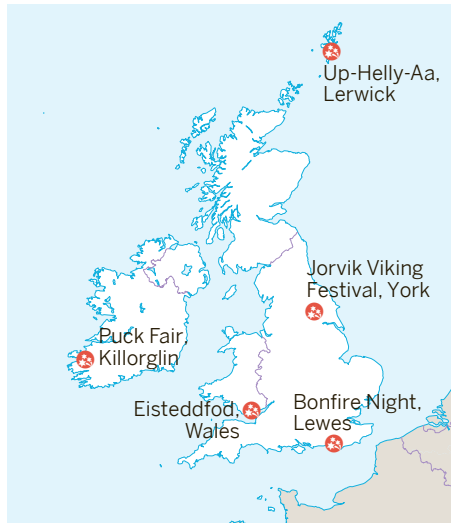 Up-Helly-Aa,
Lerwick
Jorvik Viking
Festival, York
Puck Fair,
Killorglin
Eisteddfod,
Wales
Bonfire Night,
Lewes